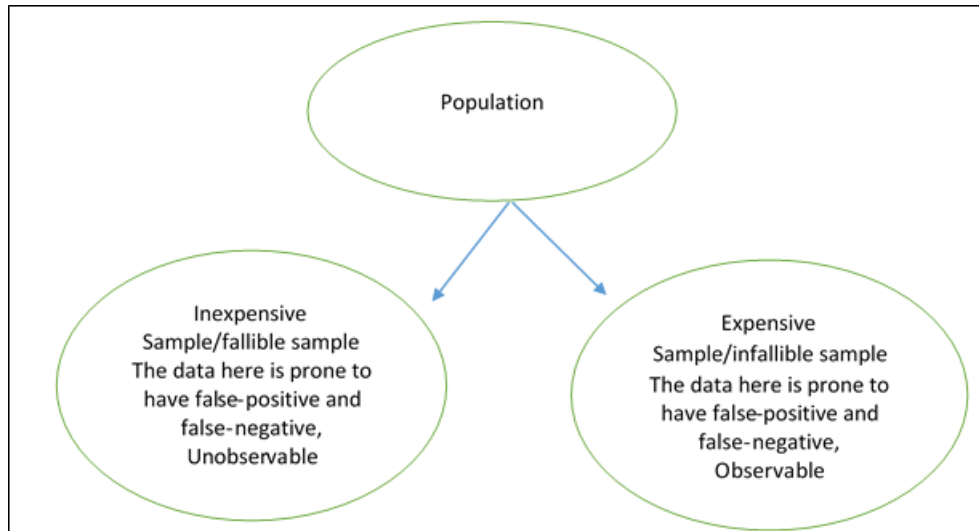 Population
Inexpensive
Sample/fallible sample
The data here is prone to
have false-positive and
false-negative,
Unobservable
Expensive
Sample/infallible sample
The data here is prone to
have false-positive and
false-negative,
Observable